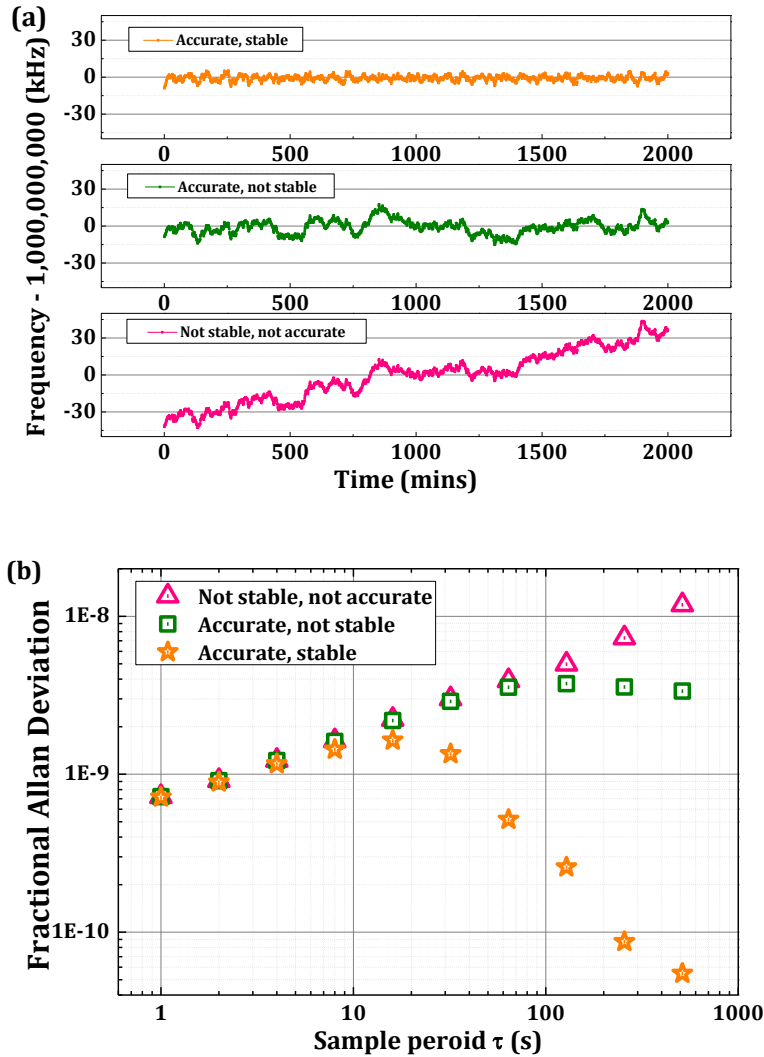 (a)
Frequency - 1,000,000,000 (kHz)
Accurate, stable
30
0
-30
0 500 1000 1500 2000
Accurate, not stable
30
0
-30
0 500 1000 1500 2000
Not stable, not accurate
30
0
-30
0 500 1000 1500 2000
Time (mins)
(b)
Fractional Allan Deviation
Not stable, not accurate
Accurate, not stable
Accurate, stable
1E-8
1E-9
1E-10
1 10 100 1000
Sample peroid τ (s)